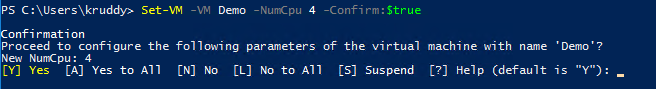 PS C:\Users\kruddy> Set-VM -VM Demo -NumCpu 4 -Confirm:$true
Confirmation
Proceed to configure the following parameters of the virtual machine with name 'Demo'?
New NumCpu: 4
[Y] Yes  [A] Yes to All  [N] No  [L] No to All  [S] Suspend  [?] Help (default is "Y"): _